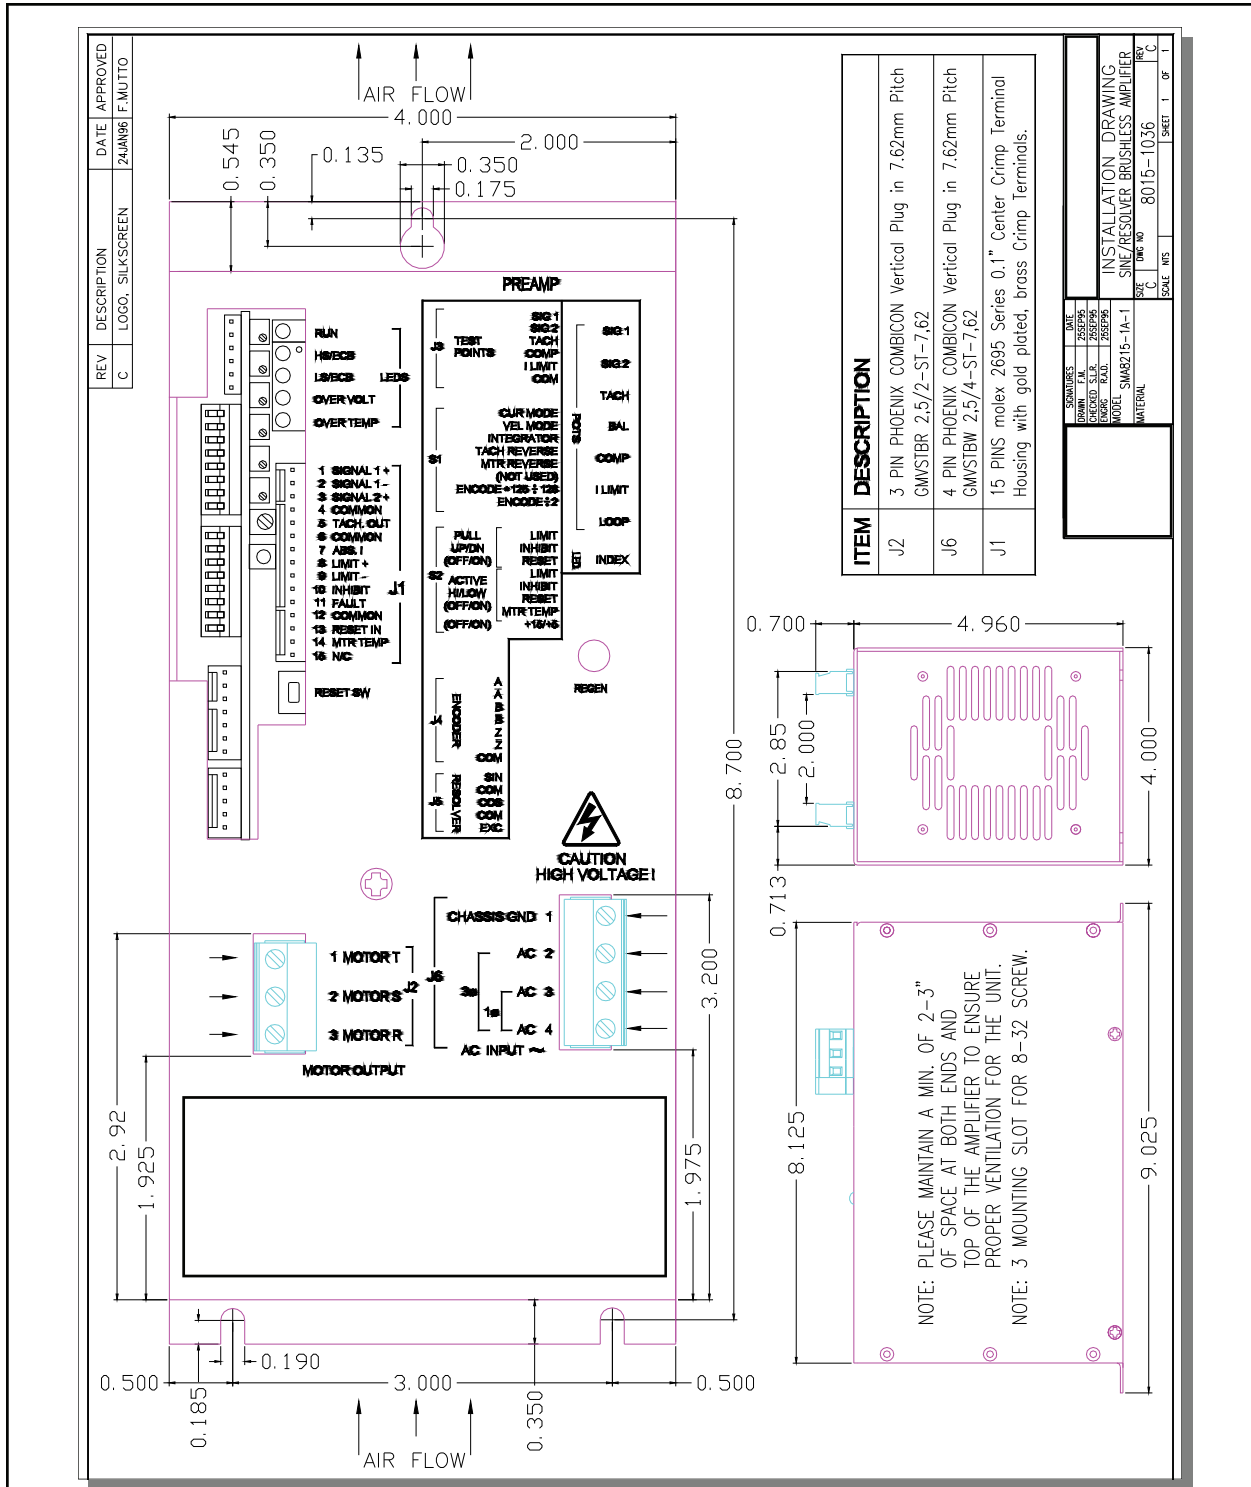 REV DESCRIPTION DATE APPROVED
C LOGO, SILKSCREEN 24JAN96 F.MUTTO
AIR FLOW
4.000
2.000
0.545
0.350
0.135
0.350
0.175
PREAMP
RUN
HS/ECB
LS/ECB
OVER VOLT
OVER TEMP
LEDS
1 SIGNAL 1 +
2 SIGNAL 1 -
3 SIGNAL 2 +
4 COMMON
5 TACH. OUT
6 COMMON
7 ABS. I
8 LIMIT +
9 LIMIT -
10 INHIBIT
11 FAULT
12 COMMON
13 RESET IN
14 MTR TEMP
15 N/C
J1
RESET SW
J3
TEST
POINTS
SIG 1
SIG 2
TACH
COMP
I LIMIT
COM
S1
CUR MODE
VEL MODE
INTEGRATOR
TACH REVERSE
MTR REVERSE
(NOT USED)
ENCODE +2
S2
PULL
UP/DN
(OFF/ON)
LIMIT
INHIBIT
RESET
ACTIVE
HI/LOW
(OFF/ON)
LIMIT
INHIBIT
RESET
MTR TEMP
(OFF/ON)
+15/+5
POTS
SIG 1
SIG 2
TACH
BAL
COMP
I LIMIT
LOOP
LED
INDEX
J4
ENCODER
A
A
B
B
Z
Z
COM
J5
RESOLVER
SIN
COM
COS
COM
EXC
REGEN
CAUTION
HIGH VOLTAGE !
CHASSIS GND 1
AC 2
AC 3
AC 4
3ø
1ø
J6
AC INPUT ~
1 MOTOR T
2 MOTOR S
3 MOTOR R
J2
MOTOR OUTPUT
2.92
1.925
3.200
1.975
8.700
0.190
0.500
3.000
0.500
0.185
0.350
AIR FLOW
ITEM DESCRIPTION
J2 3 PIN PHOENIX COMBICON Vertical Plug in 7.62mm Pitch
GMVSTBR 2,5/2-ST-7,62
J6 4 PIN PHOENIX COMBICON Vertical Plug in 7.62mm Pitch
GMVSTBW 2,5/4-ST-7,62
J1 15 PINS molex 2695 Series 0.1" Center Crimp Terminal
Housing with gold plated, brass Crimp Terminals.
0.700
4.960
2.85
2.000
4.000
0.713
8.125
9.025
NOTE: PLEASE MAINTAIN A MIN. OF 2-3"
OF SPACE AT BOTH ENDS AND
TOP OF THE AMPLIFIER TO ENSURE
PROPER VENTILATION FOR THE UNIT.
NOTE: 3 MOUNTING SLOT FOR 8-32 SCREW.
SIGNATURES DATE
DRAWN F.M. 25SEP95
CHECKED S.L.R. 25SEP95
ENGRG R.A.D. 25SEP95
MODEL SMA8215-1A-1
MATERIAL
INSTALLATION DRAWING
SINE/RESOLVER BRUSHLESS AMPLIFIER
SIZE C DWG NO 8015-1036 REV C
SCALE NTS SHEET 1 OF 1